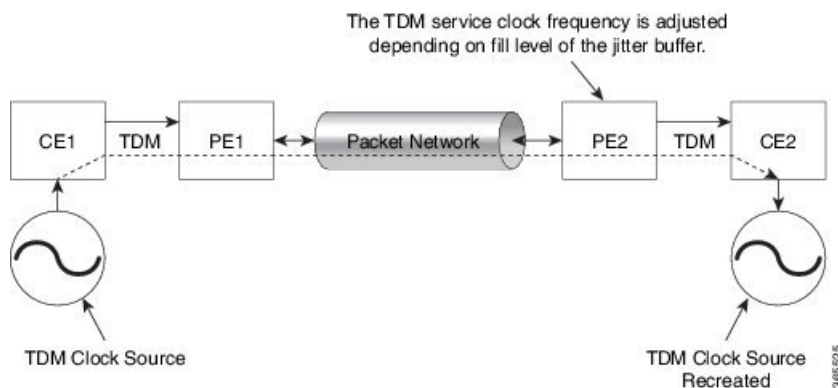 The TDM service clock frequency is adjusted
depending on fill level of the jitter buffer.
CE1
TDM
PE1
Packet Network
PE2
TDM
CE2
TDM Clock Source
TDM Clock Source
Recreated